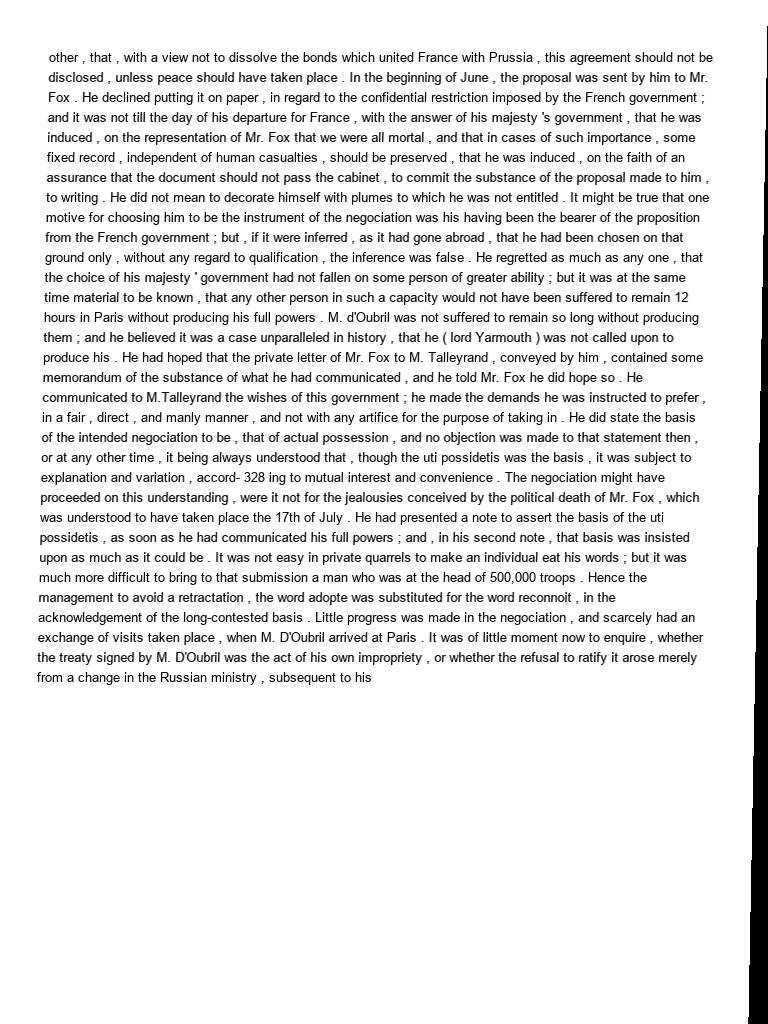 other , that , with a view not to dissolve the bonds which united France with Prussia , this agreement should not be
disclosed , unless peace should have taken place . In the beginning of June , the proposal was sent by him to Mr.
Fox . He declined putting it on paper , in regard to the confidential restriction imposed by the French government ;
and it was not till the day of his departure for France , with the answer of his majesty 's government , that he was
induced , on the representation of Mr. Fox that we were all mortal , and that in cases of such importance , some
fixed record , independent of human casualties , should be preserved , that he was induced , on the faith of an
assurance that the document should not pass the cabinet , to commit the substance of the proposal made to him ,
to writing . He did not mean to decorate himself with plumes to which he was not entitled . It might be true that one
motive for choosing him to be the instrument of the negociation was his having been the bearer of the proposition
from the French government ; but , if it were inferred , as it had gone abroad , that he had been chosen on that
ground only , without any regard to qualification , the inference was false . He regretted as much as any one , that
the choice of his majesty ' government had not fallen on some person of greater ability ; but it was at the same
time material to be known , that any other person in such a capacity would not have been suffered to remain 12
hours in Paris without producing his full powers . M. d'Oubril was not suffered to remain so long without producing
them ; and he believed it was a case unparalleled in history , that he ( lord Yarmouth ) was not called upon to
produce his . He had hoped that the private letter of Mr. Fox to M. Talleyrand , conveyed by him , contained some
memorandum of the substance of what he had communicated , and he told Mr. Fox he did hope so . He
communicated to M.Talleyrand the wishes of this government ; he made the demands he was instructed to prefer ,
in a fair , direct , and manly manner , and not with any artifice for the purpose of taking in . He did state the basis
of the intended negociation to be , that of actual possession , and no objection was made to that statement then ,
or at any other time , it being always understood that , though the uti possidetis was the basis , it was subject to
explanation and variation , accord- 328 ing to mutual interest and convenience . The negociation might have
proceeded on this understanding , were it not for the jealousies conceived by the political death of Mr. Fox , which
was understood to have taken place the 17th of July . He had presented a note to assert the basis of the uti
possidetis , as soon as he had communicated his full powers ; and , in his second note , that basis was insisted
upon as much as it could be . It was not easy in private quarrels to make an individual eat his words ; but it was
much more difficult to bring to that submission a man who was at the head of 500,000 troops . Hence the
management to avoid a retractation , the word adopte was substituted for the word reconnoit , in the
acknowledgement of the long-contested basis . Little progress was made in the negociation , and scarcely had an
exchange of visits taken place , when M. D'Oubril arrived at Paris . It was of little moment now to enquire , whether
the treaty signed by M. D'Oubril was the act of his own impropriety , or whether the refusal to ratify it arose merely
from a change in the Russian ministry , subsequent to his